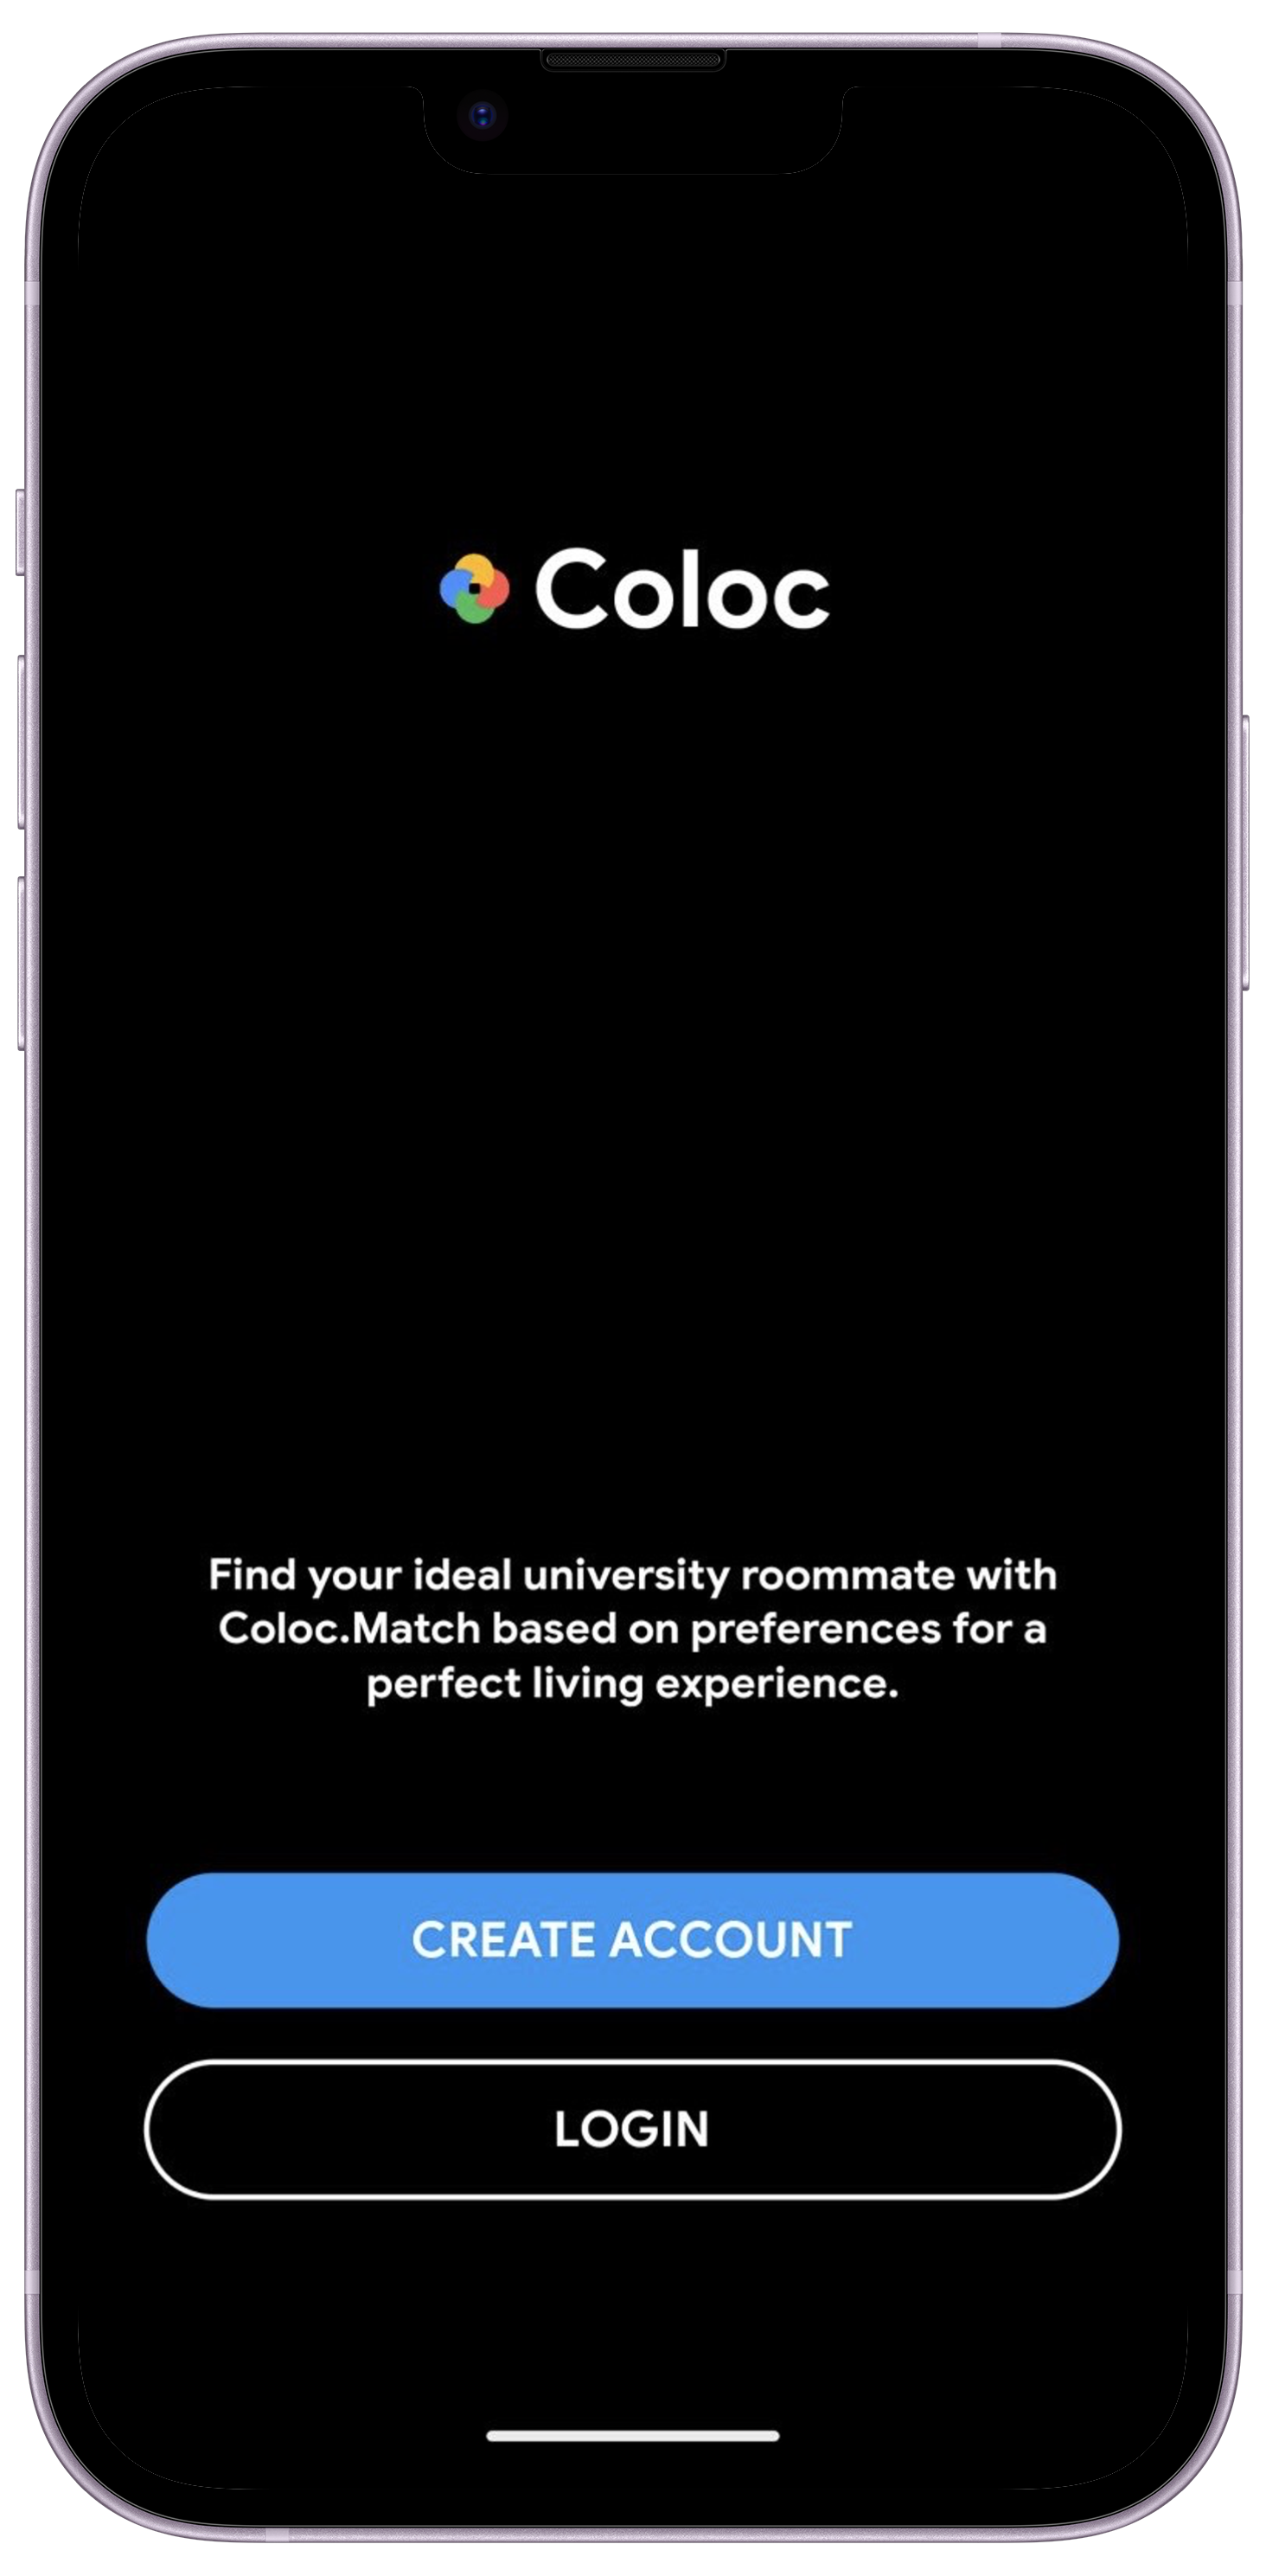 Coloc
Find your ideal university roommate with
Coloc.Match based on preferences for a
perfect living experience.
CREATE ACCOUNT
LOGIN